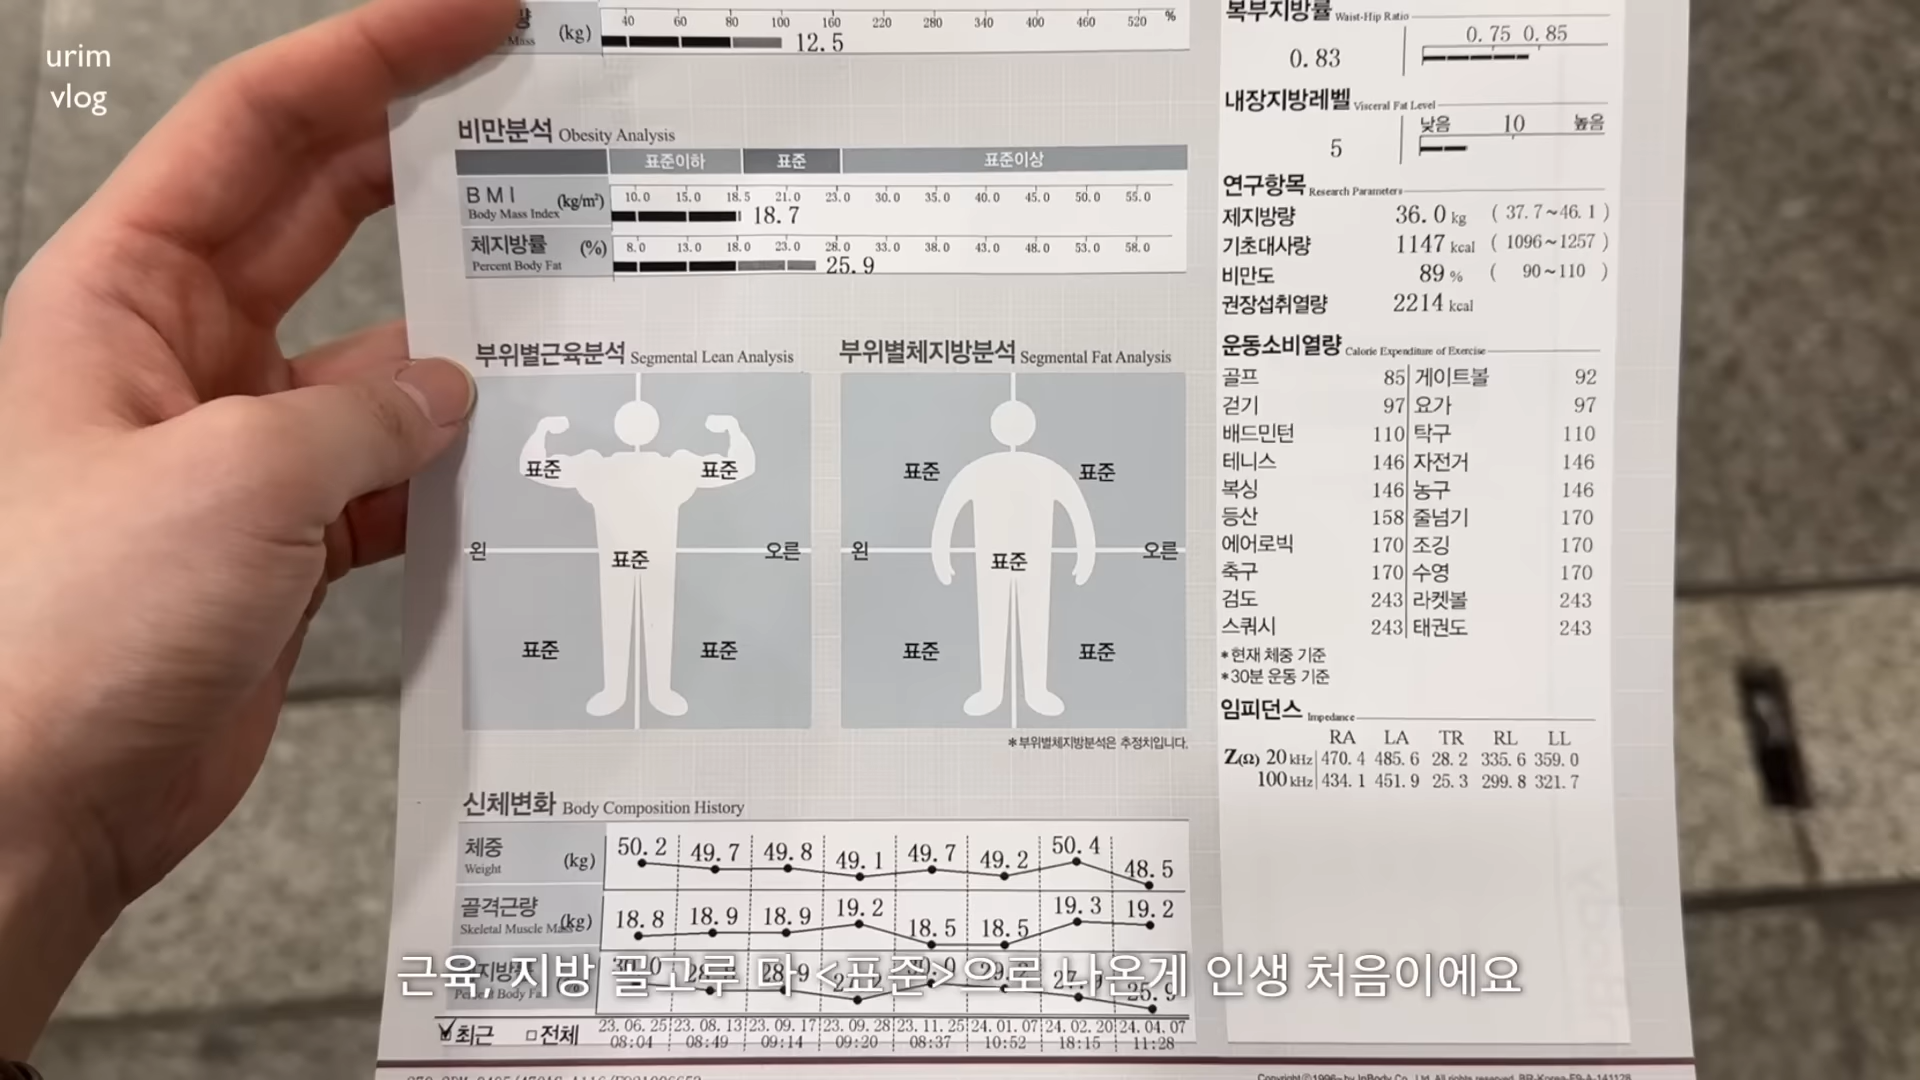 urim
vlog
40 60 80 100 160 220 280 340 400 460 520 %
(kg) 12.5
Mass
비만분석 Obesity Analysis
표준이하 표준 표준이상
BMI (kg/m²) 10.0 15.0 18.5 21.0 23.0 30.0 35.0 40.0 45.0 50.0 55.0
Body Mass Index 18.7
체지방률 (%) 8.0 13.0 18.0 23.0 28.0 33.0 38.0 43.0 48.0 53.0 58.0
Percent Body Fat 25.9
부위별근육분석 Segmental Lean Analysis
표준 표준
왼 표준 오른
표준 표준
부위별체지방분석 Segmental Fat Analysis
표준 표준
왼 표준 오른
표준 표준
*부위별체지방분석은 추정치입니다.
신체변화 Body Composition History
체중 (kg) 50.2 49.7 49.8 49.1 49.7 49.2 50.4 48.5
Weight
골격근량 (kg) 18.8 18.9 18.9 19.2 18.5 18.5 19.3 19.2
Skeletal Muscle Mass
근육, 지방 골고루 다 <표준>으로 나온게 인생 처음이에요
최근 전체 23.06.25 23.08.13 23.09.17 23.09.28 23.11.25 24.01.07 24.02.20 24.04.07
08:04 08:49 09:14 09:20 08:37 10:52 18:15 11:28
복부지방률 Waist-Hip Ratio
0.75 0.85
0.83
내장지방레벨 Visceral Fat Level
낮음 10 높음
5
연구항목 Research Parameters
제지방량 36.0 kg ( 37.7~46.1 )
기초대사량 1147 kcal ( 1096~1257 )
비만도 89 % ( 90~110 )
권장섭취열량 2214 kcal
운동소비열량 Calorie Expenditure of Exercise
골프 85 게이트볼 92
걷기 97 요가 97
배드민턴 110 탁구 110
테니스 146 자전거 146
복싱 146 농구 146
등산 158 줄넘기 170
에어로빅 170 조깅 170
축구 170 수영 170
검도 243 라켓볼 243
스쿼시 243 태권도 243
*현재 체중 기준
*30분 운동 기준
임피던스 Impedance
RA LA TR RL LL
Z(Ω) 20 kHz 470.4 485.6 28.2 335.6 359.0
100 kHz 434.1 451.9 25.3 299.8 321.7